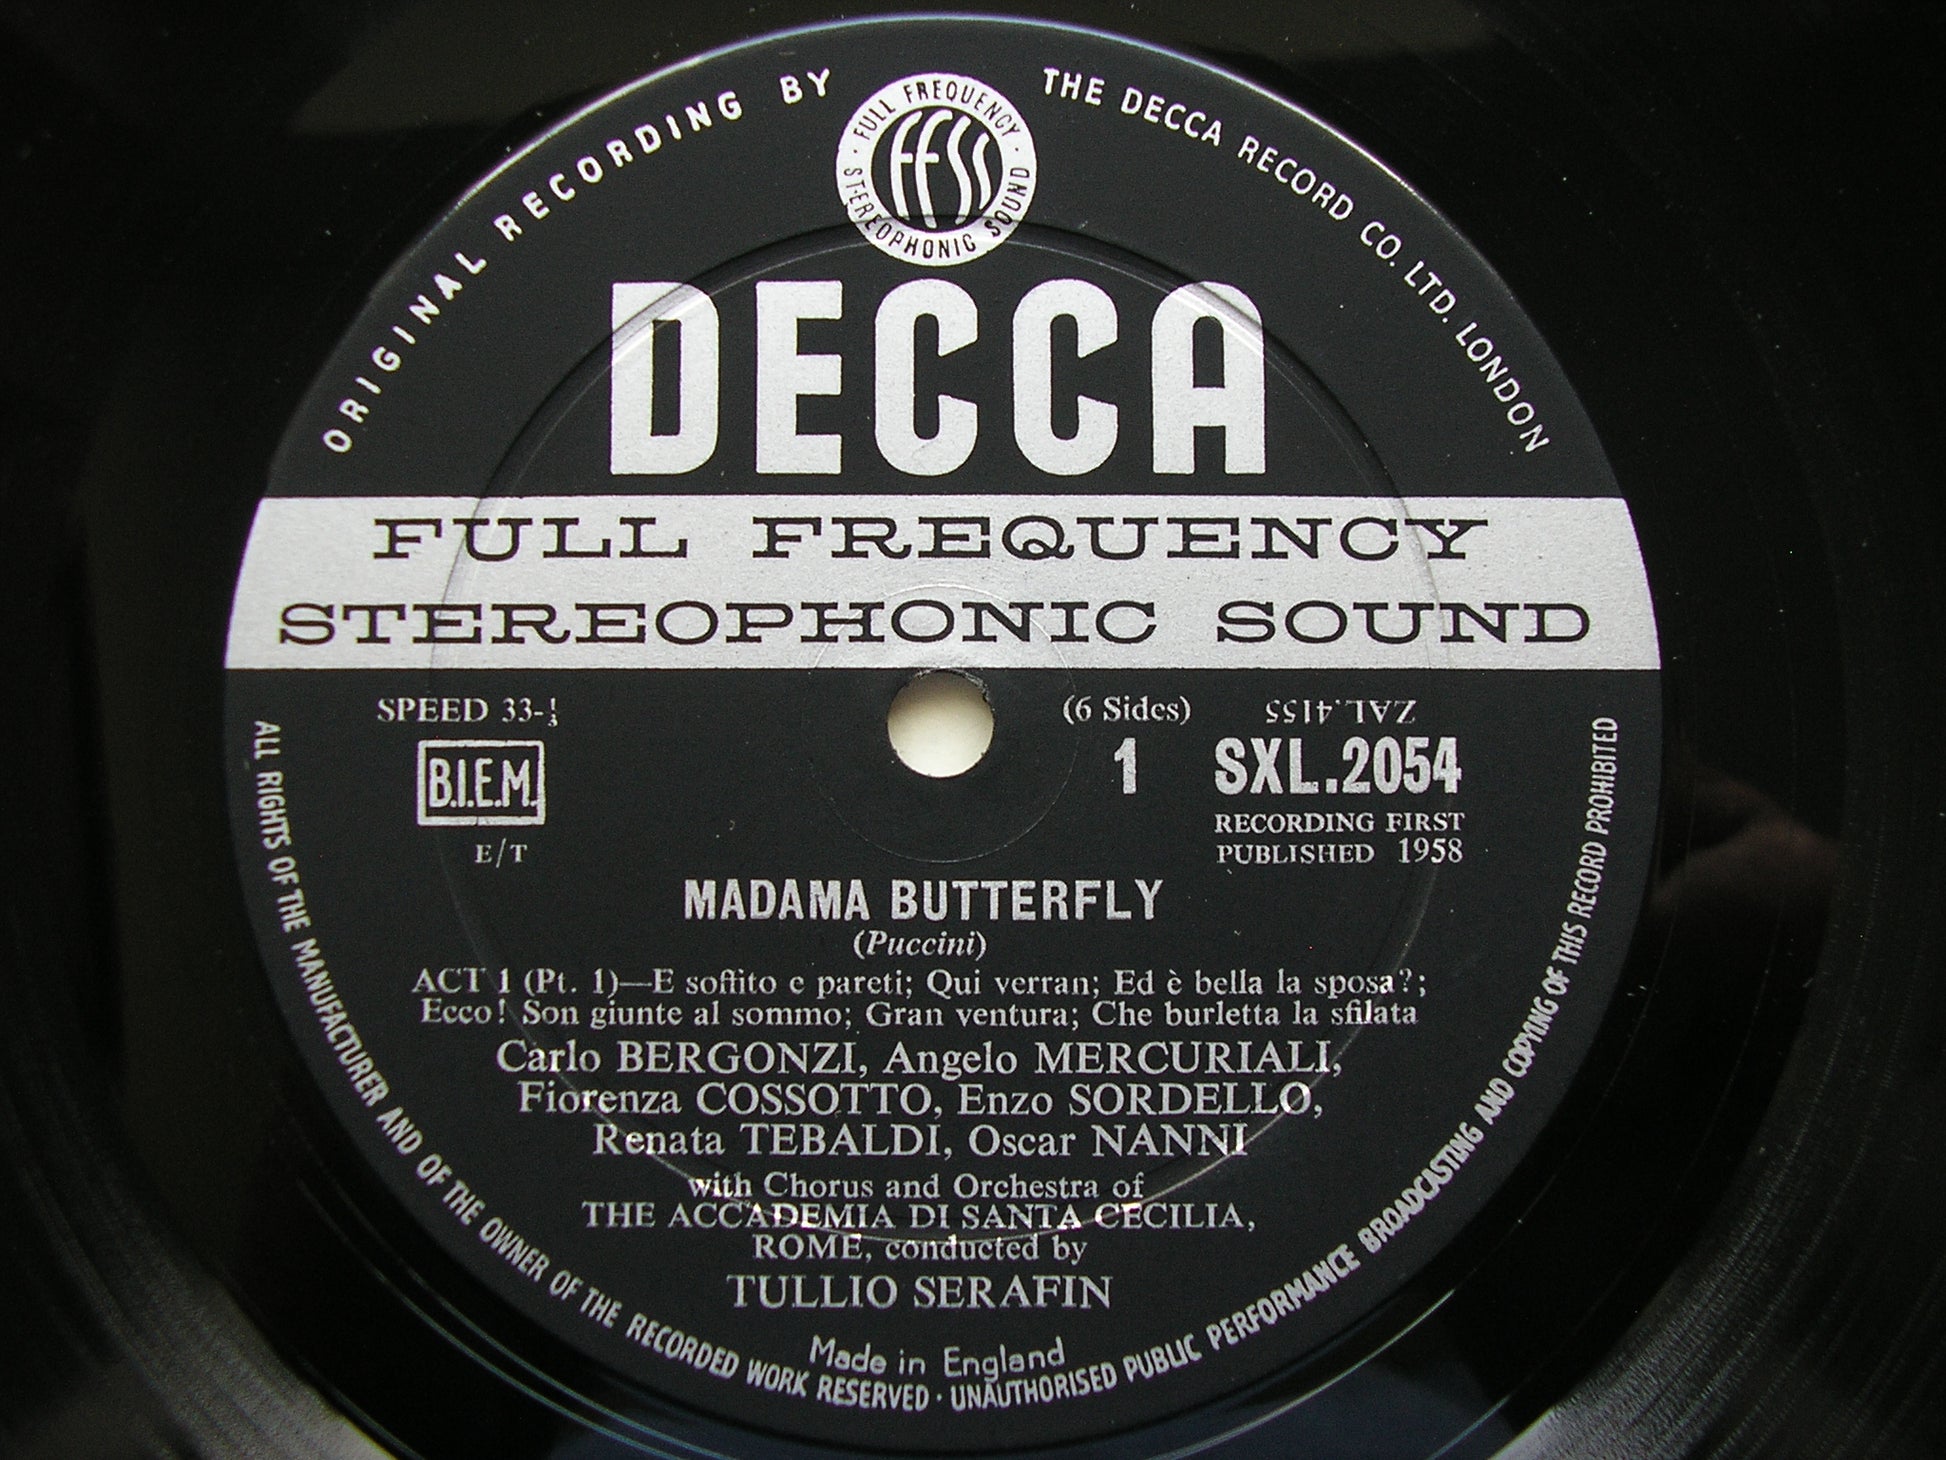 ORIGINAL RECORDING BY THE DECCA RECORD CO. LTD. LONDON
FULL FREQUENCY
FFSS
STEREOPHONIC SOUND
DECCA
FULL FREQUENCY
STEREOPHONIC SOUND
SPEED 33-⅓
(6 Sides)
ZAL.4155
B.I.E.M.
1
SXL.2054
E/T
RECORDING FIRST
PUBLISHED 1958
MADAMA BUTTERFLY
(Puccini)
ACT 1 (Pt. 1)—E soffito e pareti; Qui verran; Ed è bella la sposa?;
Ecco! Son giunte al sommo; Gran ventura; Che burletta la sfilata
Carlo BERGONZI, Angelo MERCURIALI,
Fiorenza COSSOTTO, Enzo SORDELLO,
Renata TEBALDI, Oscar NANNI
with Chorus and Orchestra of
THE ACCADEMIA DI SANTA CECILIA,
ROME, conducted by
TULLIO SERAFIN
Made in England
ALL RIGHTS OF THE MANUFACTURER AND OF THE OWNER OF THE RECORDED WORK RESERVED · UNAUTHORISED PUBLIC PERFORMANCE BROADCASTING AND COPYING OF THIS RECORD PROHIBITED